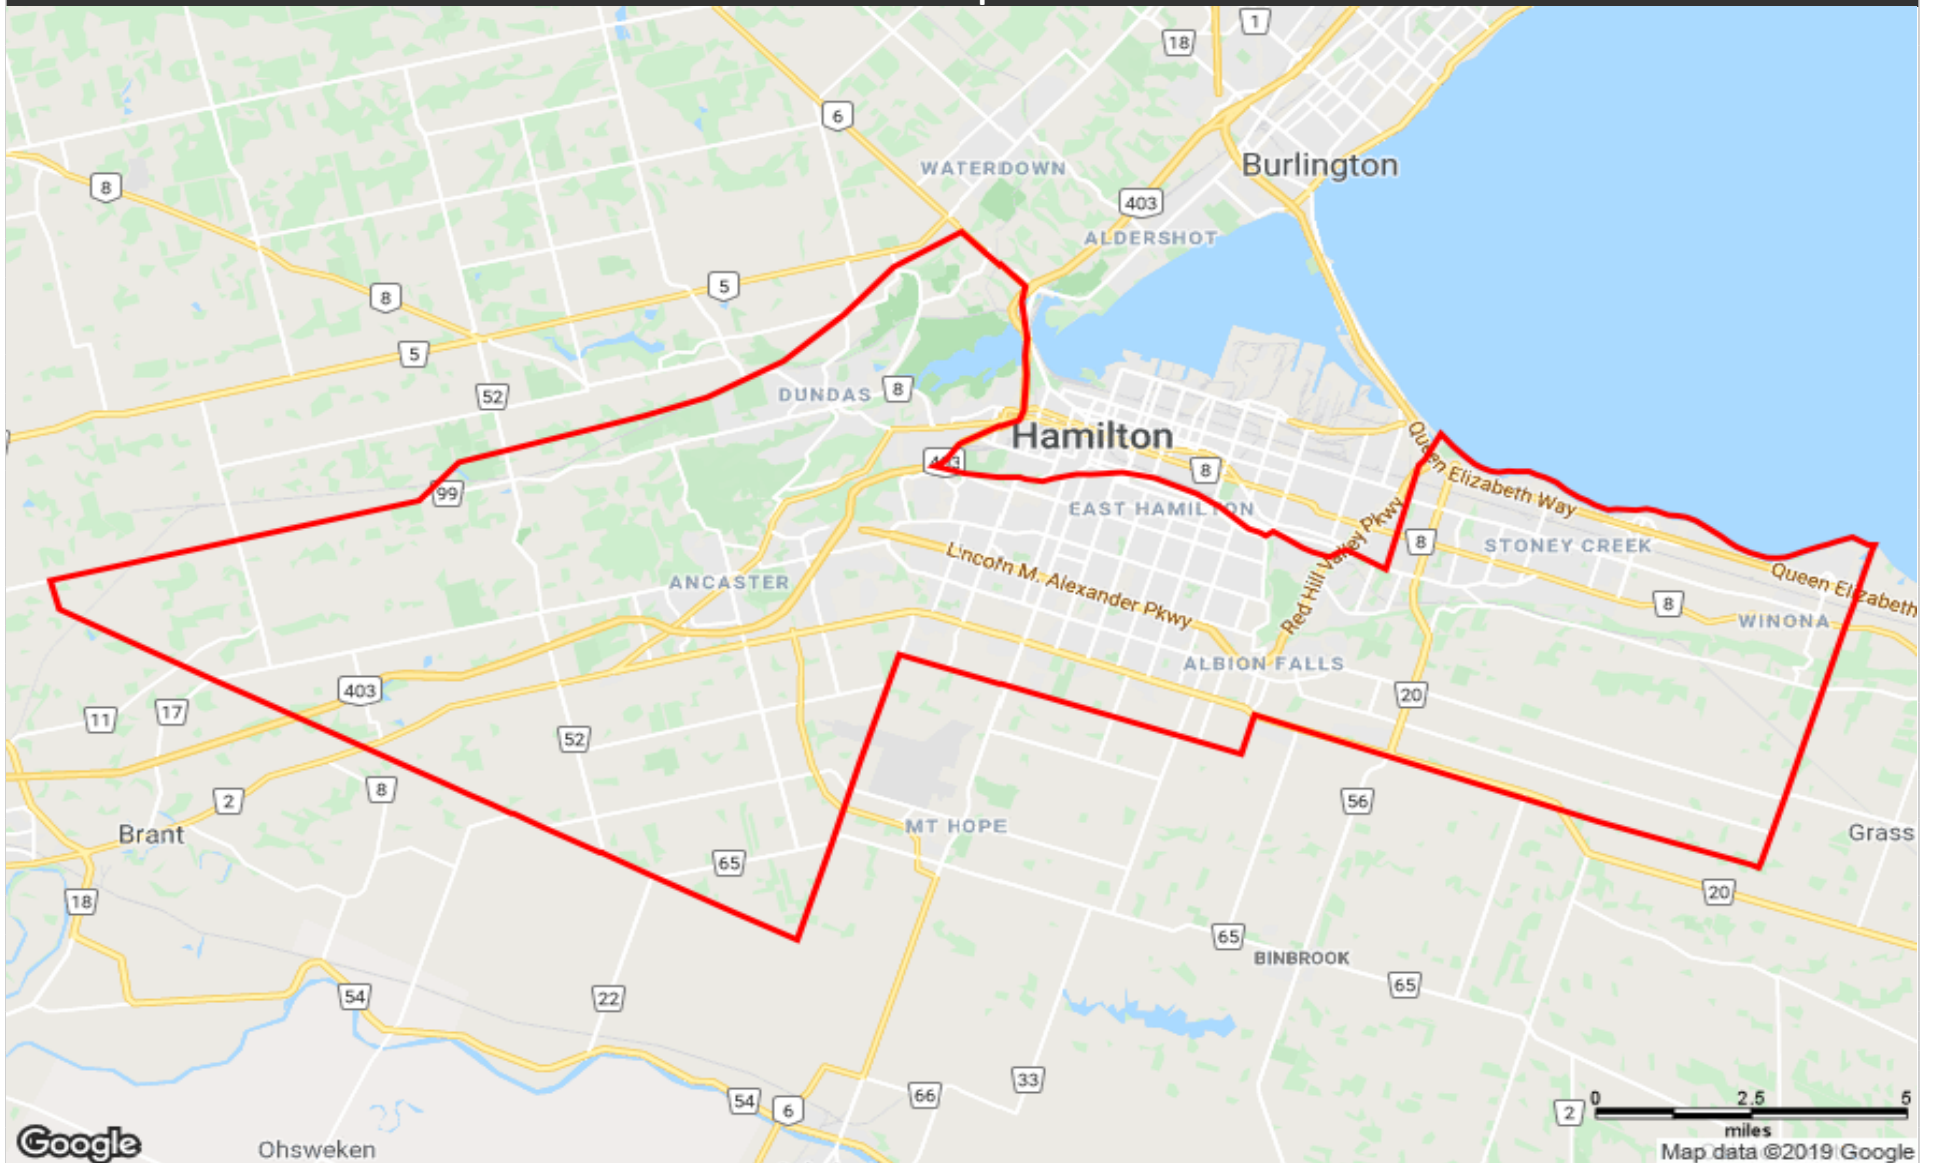 1
18
6
WATERDOWN
Burlington
8
403
ALDERSHOT
5
8
5
52
DUNDAS
8
Hamilton
403
8
Queen Elizabeth Way
99
EAST HAMILTON
Red Hill Valley Pkwy
8
STONEY CREEK
Lincoln M. Alexander Pkwy
ANCASTER
Queen Elizabeth
8
WINONA
ALBION FALLS
403
20
11
17
52
2
8
56
Brant
MT HOPE
Grass
65
20
18
65
BINBROOK
65
54
22
33
54
6
66
2
0 2.5 5
miles
Google
Ohsweken
Map data ©2019 Google